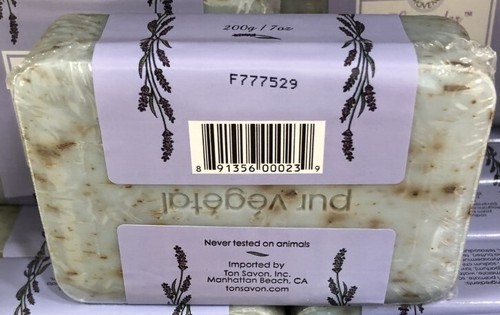 200g / 7oz
F777529
8 91356 00023 9
pur végétal
Never tested on animals
Imported by
Ton Savon, Inc.
Manhattan Beach, CA
tonsavon.com